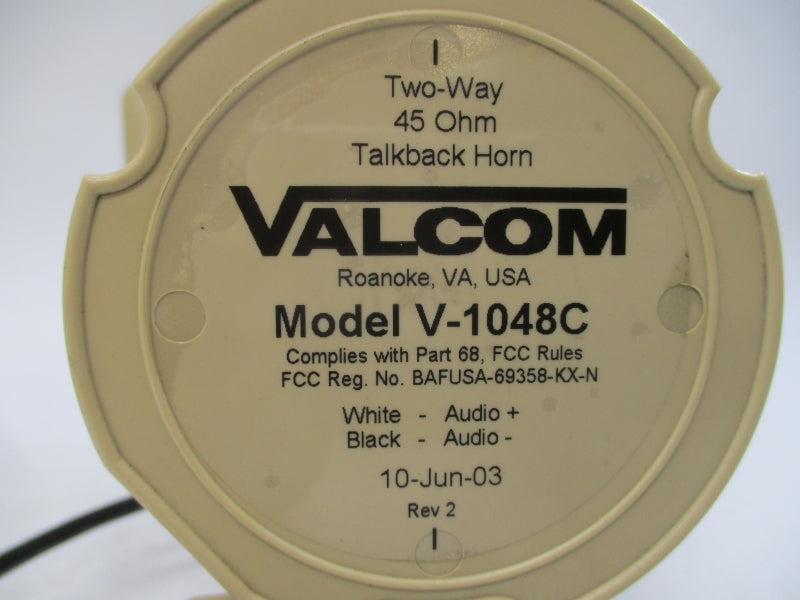 Two-Way
45 Ohm
Talkback Horn
VALCOM
Roanoke, VA, USA
Model V-1048C
Complies with Part 68, FCC Rules
FCC Reg. No. BAFUSA-69358-KX-N
White - Audio +
Black - Audio -
10-Jun-03
Rev 2